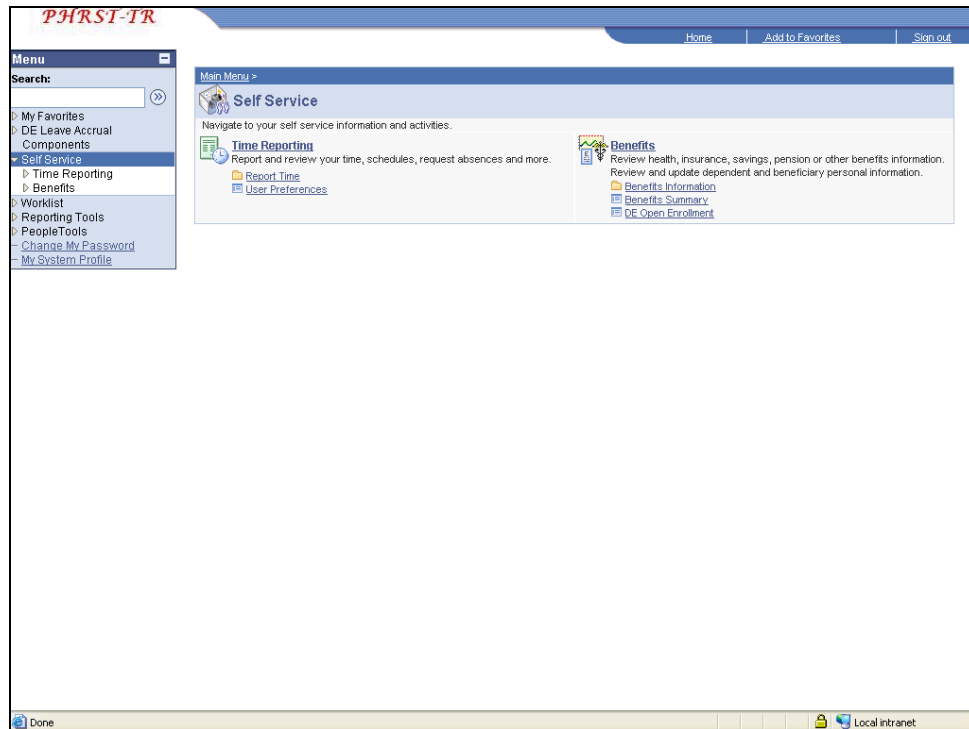 PHRST-TR
Home Add to Favorites Sign out
Menu
Search:
My Favorites
DE Leave Accrual
Components
Self Service
Time Reporting
Benefits
Worklist
Reporting Tools
PeopleTools
Change My Password
My System Profile
Main Menu >
Self Service
Navigate to your self service information and activities.
Time Reporting
Report and review your time, schedules, request absences and more.
Report Time
User Preferences
Benefits
Review health, insurance, savings, pension or other benefits information.
Review and update dependent and beneficiary personal information.
Benefits Information
Benefits Summary
DE Open Enrollment
Done Local intranet